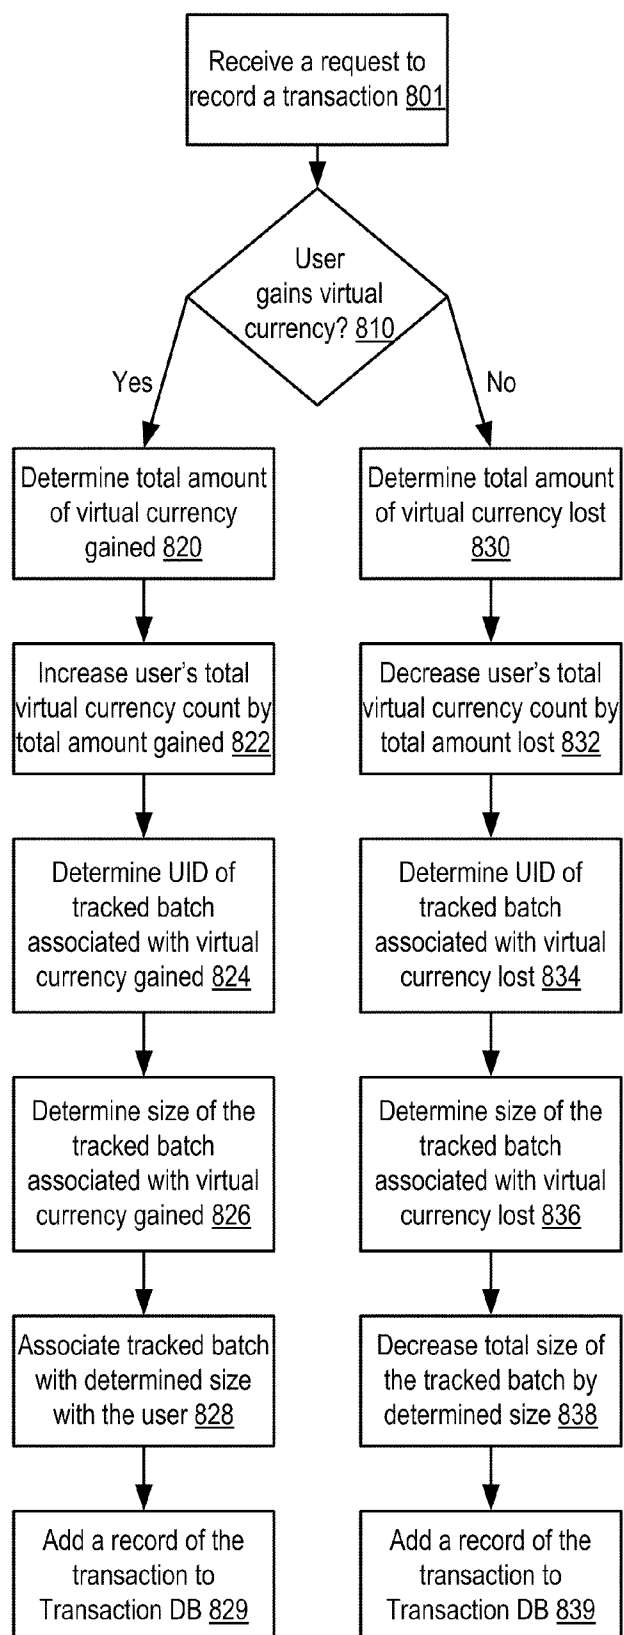 Receive a request to
record a transaction 801
User
gains virtual
currency? 810
Yes
No
Determine total amount
of virtual currency
gained 820
Determine total amount
of virtual currency lost
830
Increase user's total
virtual currency count by
total amount gained 822
Decrease user's total
virtual currency count by
total amount lost 832
Determine UID of
tracked batch
associated with virtual
currency gained 824
Determine UID of
tracked batch
associated with virtual
currency lost 834
Determine size of the
tracked batch
associated with virtual
currency gained 826
Determine size of the
tracked batch
associated with virtual
currency lost 836
Associate tracked batch
with determined size
with the user 828
Decrease total size of
the tracked batch by
determined size 838
Add a record of the
transaction to
Transaction DB 829
Add a record of the
transaction to
Transaction DB 839